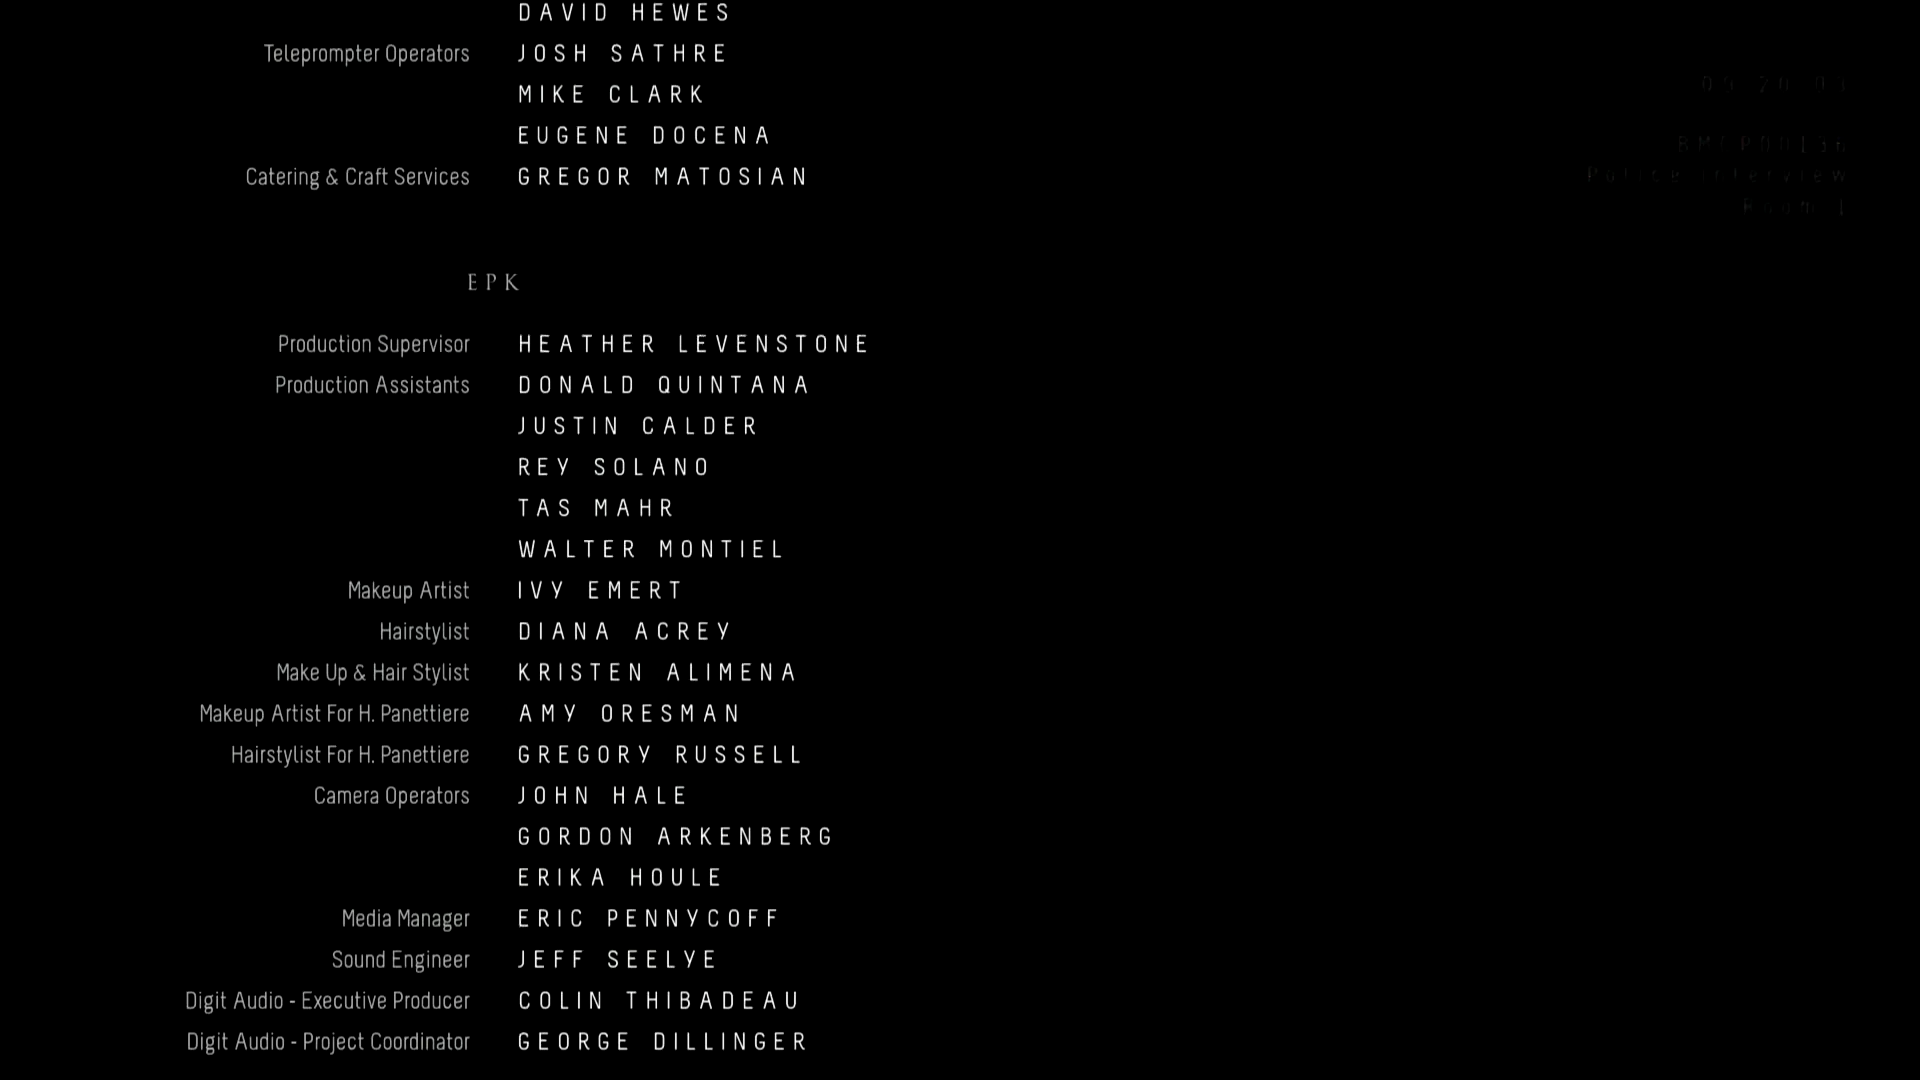 DAVID HEWES
Teleprompter Operators JOSH SATHRE
MIKE CLARK
EUGENE DOCENA
Catering & Craft Services GREGOR MATOSIAN
EPK
Production Supervisor HEATHER LEVENSTONE
Production Assistants DONALD QUINTANA
JUSTIN CALDER
REY SOLANO
TAS MAHR
WALTER MONTIEL
Makeup Artist IVY EMERT
Hairstylist DIANA ACREY
Make Up & Hair Stylist KRISTEN ALIMENA
Makeup Artist For H. Panettiere AMY ORESMAN
Hairstylist For H. Panettiere GREGORY RUSSELL
Camera Operators JOHN HALE
GORDON ARKENBERG
ERIKA HOULE
Media Manager ERIC PENNYCOFF
Sound Engineer JEFF SEELYE
Digit Audio - Executive Producer COLIN THIBADEAU
Digit Audio - Project Coordinator GEORGE DILLINGER
Police Interview
Room 1